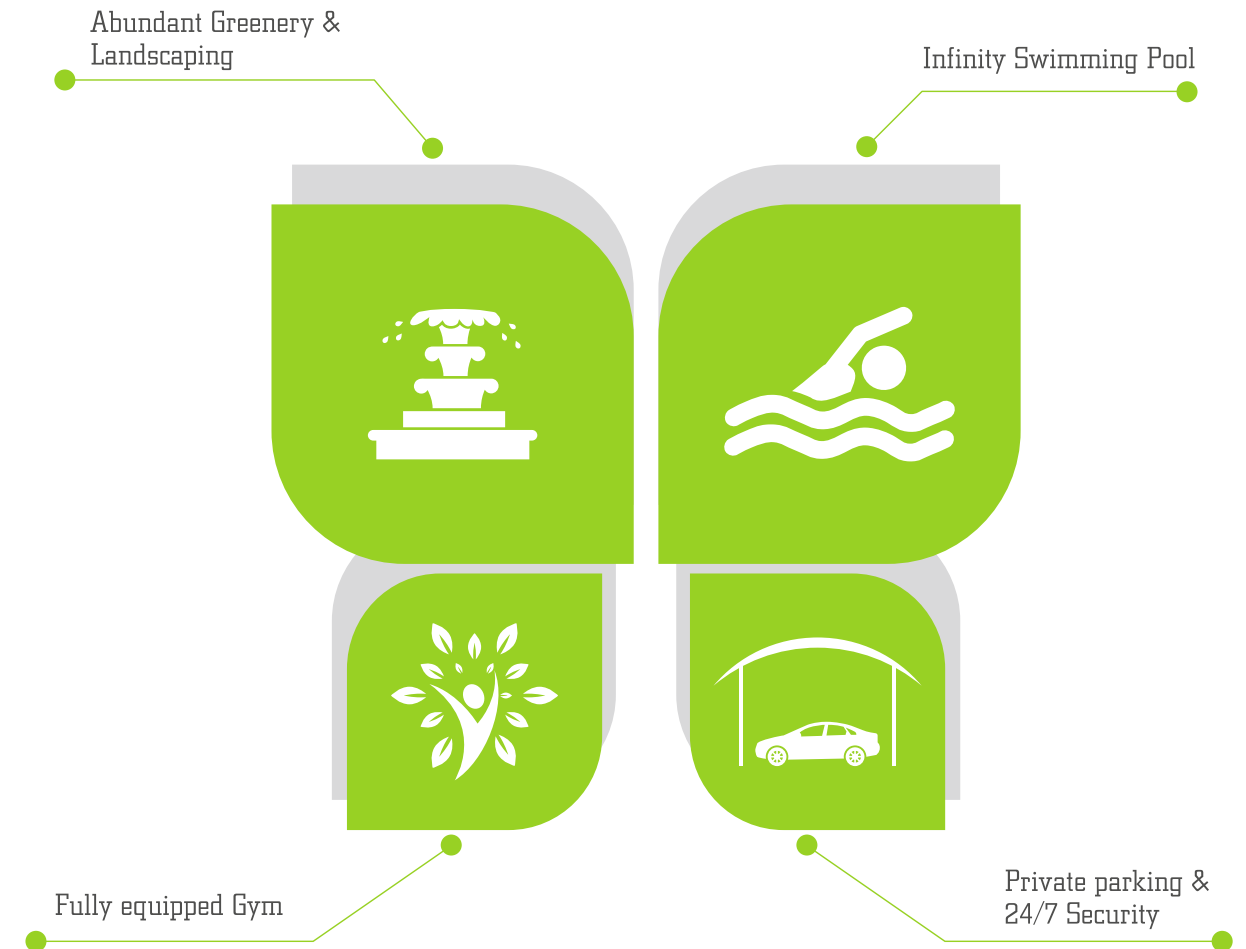 Abundant Greenery &
Landscaping
Infinity Swimming Pool
Fully equipped Gym
Private parking &
24/7 Security